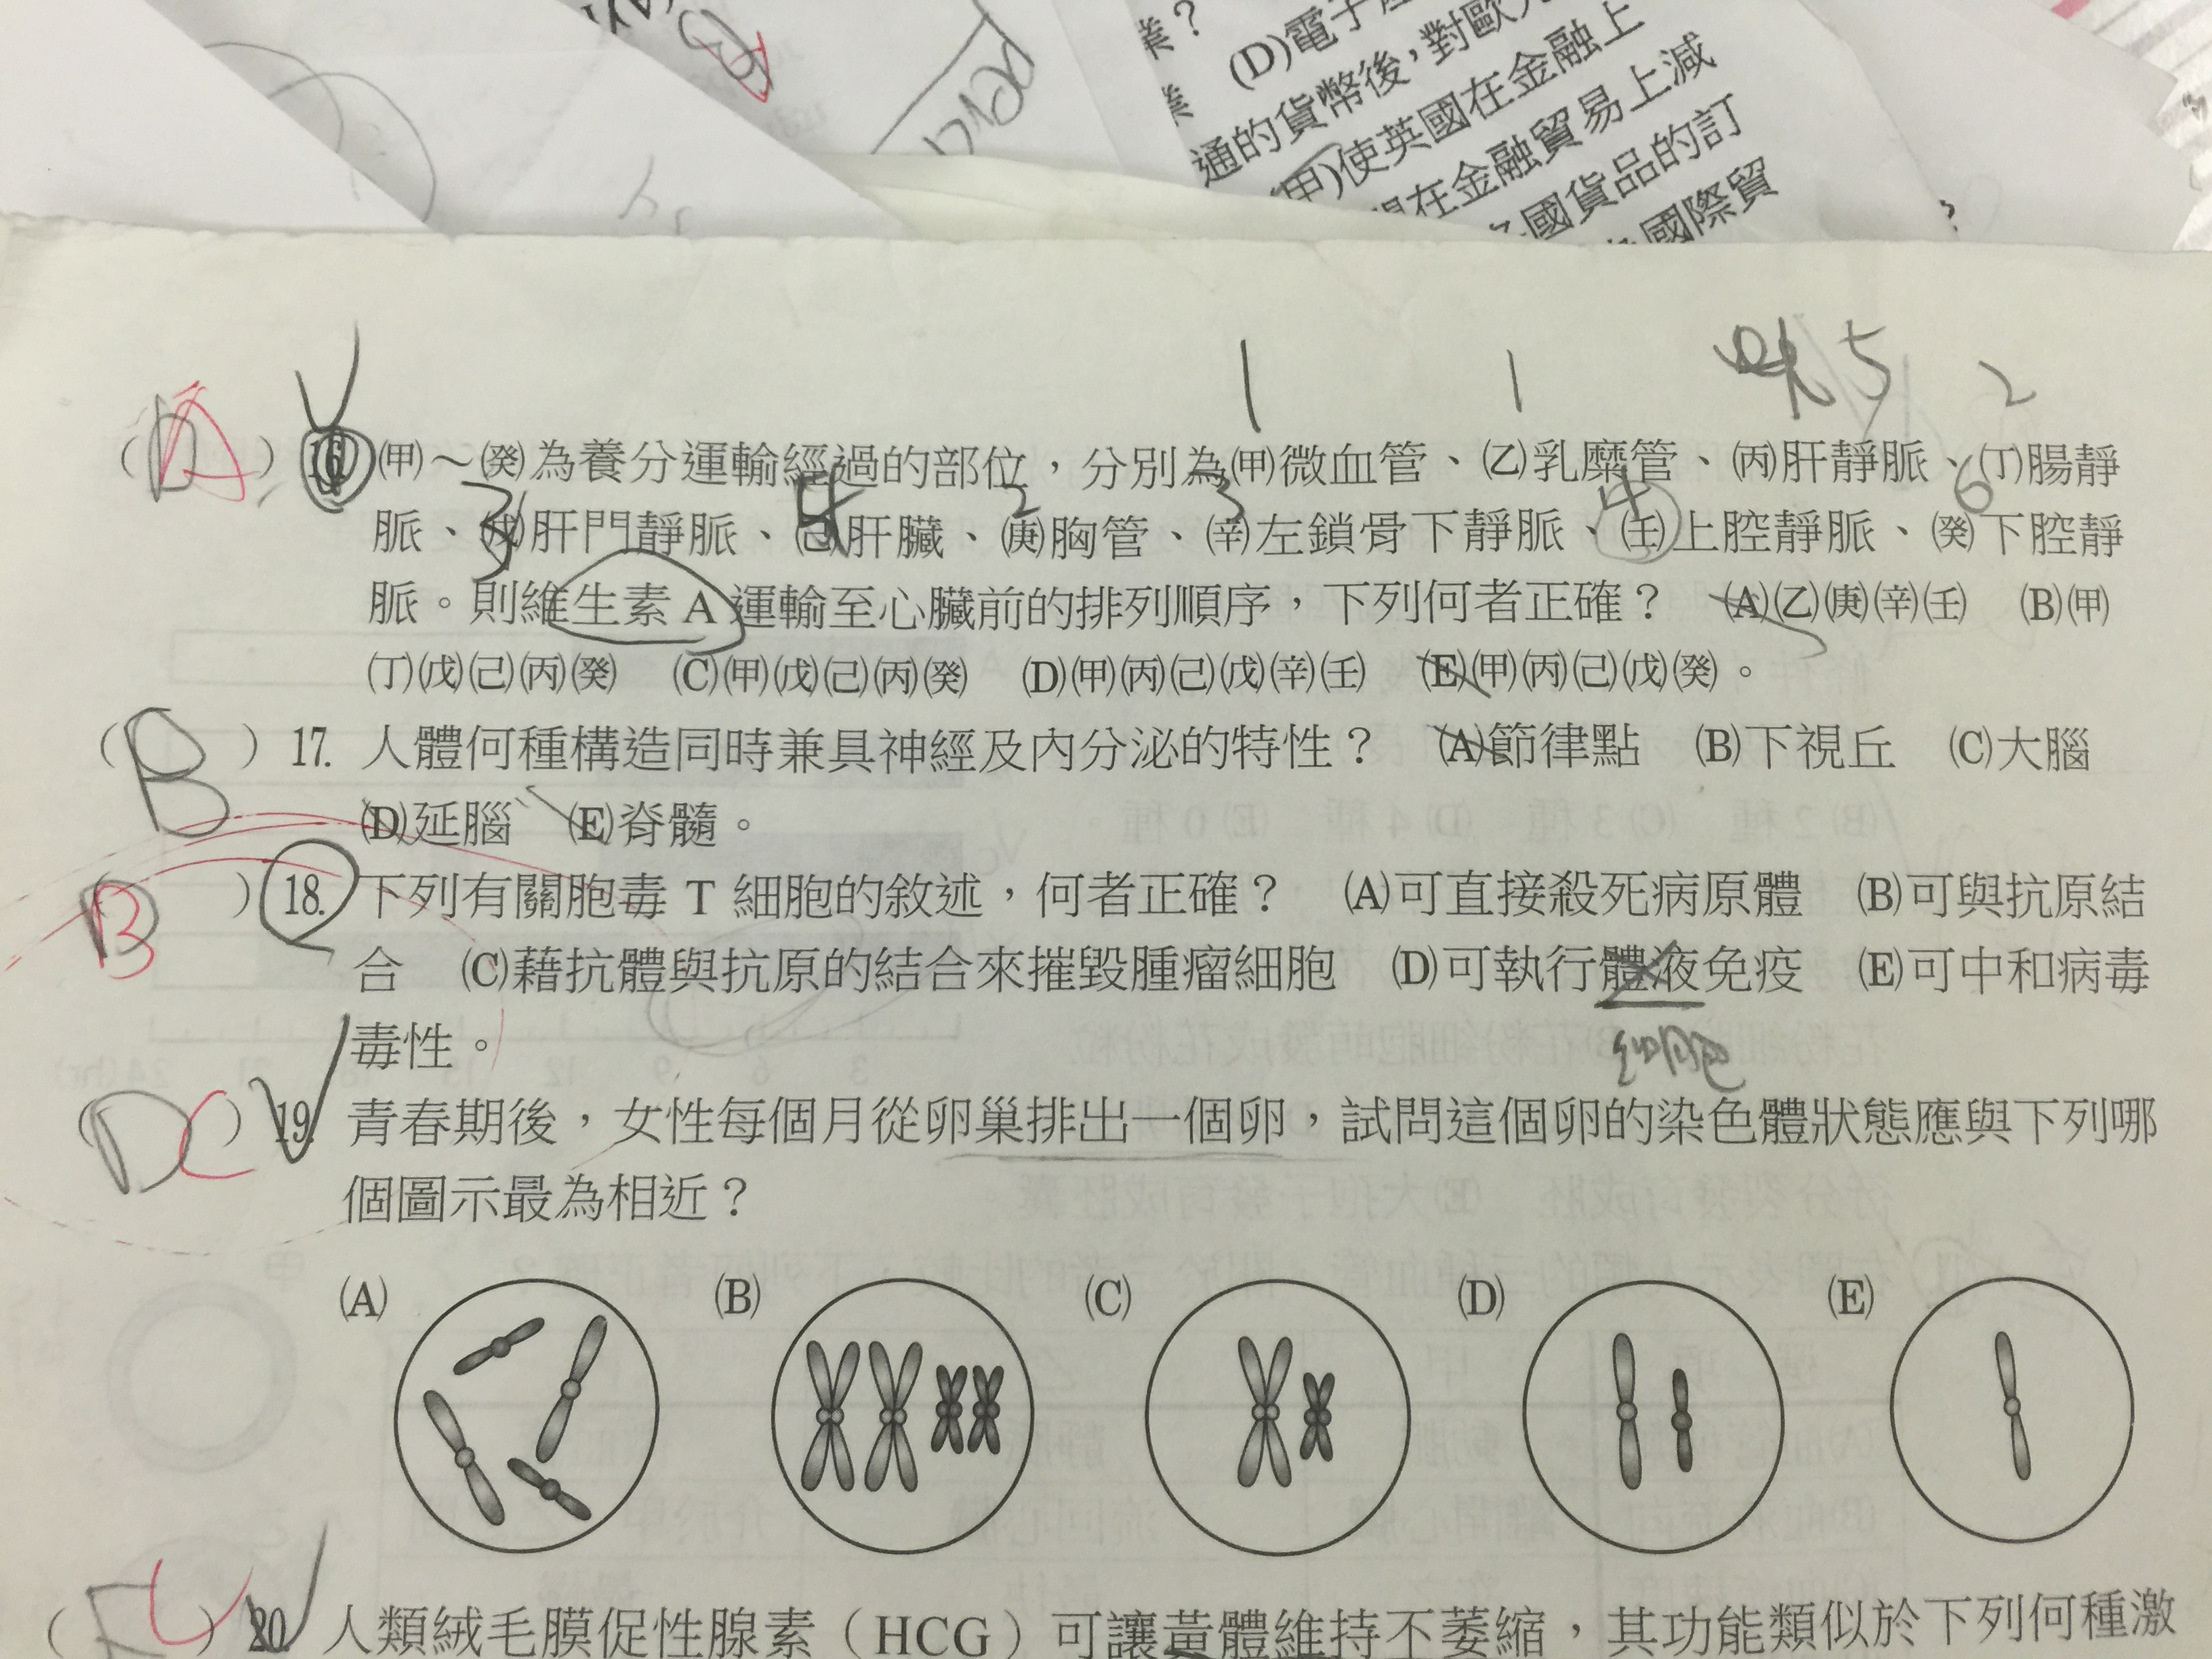 業？
(D)電子
通的貨幣後，對歐
(甲)使英國在金融上
在金融貿易上減
國貨品的訂
國際貿
1 1 5 2
( A ) 16. (甲)～(癸)為養分運輸經過的部位，分別為(甲)微血管、(乙)乳糜管、(丙)肝靜脈、(丁)腸靜
3 4 2 3 4 6
脈、(戊)肝門靜脈、(己)肝臟、(庚)胸管、(辛)左鎖骨下靜脈、(壬)上腔靜脈、(癸)下腔靜
脈。則維生素 A 運輸至心臟前的排列順序，下列何者正確？ (A)(乙)(庚)(辛)(壬) (B)(甲)
(丁)(戊)(己)(丙)(癸) (C)(甲)(戊)(己)(丙)(癸) (D)(甲)(丙)(己)(戊)(辛)(壬) (E)(甲)(丙)(己)(戊)(癸)。
( B ) 17. 人體何種構造同時兼具神經及內分泌的特性？ (A)節律點 (B)下視丘 (C)大腦
(D)延腦 (E)脊髓。
( B ) 18. 下列有關胞毒 T 細胞的敘述，何者正確？ (A)可直接殺死病原體 (B)可與抗原結
合 (C)藉抗體與抗原的結合來摧毀腫瘤細胞 (D)可執行體液免疫 (E)可中和病毒
細胞
毒性。
( D C ) 19. 青春期後，女性每個月從卵巢排出一個卵，試問這個卵的染色體狀態應與下列哪
個圖示最為相近？
(A) (B) (C) (D) (E)
( C ) 20. 人類絨毛膜促性腺素（HCG）可讓黃體維持不萎縮，其功能類似於下列何種激